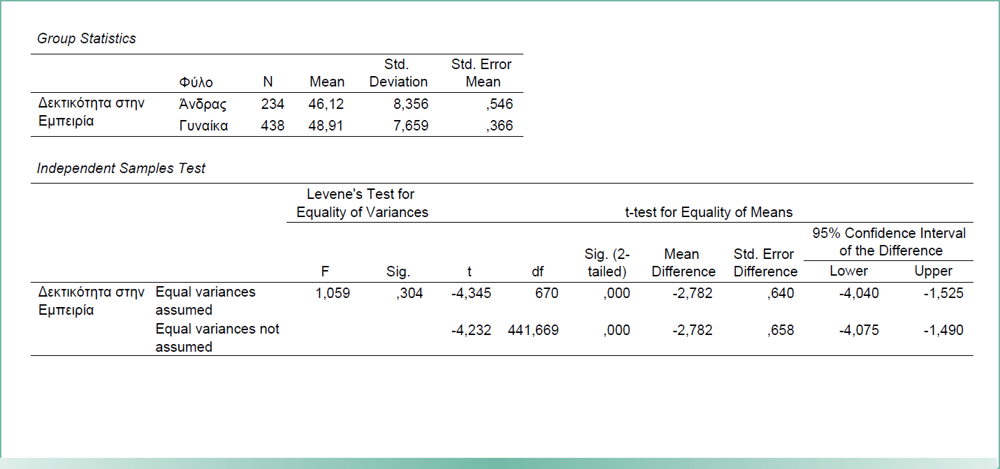 Group Statistics
Std. Std. Error
Φύλο N Mean Deviation Mean
Δεκτικότητα στην Άνδρας 234 46,12 8,356 ,546
Εμπειρία Γυναίκα 438 48,91 7,659 ,366
Independent Samples Test
Levene's Test for
Equality of Variances t-test for Equality of Means
95% Confidence Interval
Sig. (2- Mean Std. Error of the Difference
F Sig. t df tailed) Difference Difference Lower Upper
Δεκτικότητα στην Equal variances 1,059 ,304 -4,345 670 ,000 -2,782 ,640 -4,040 -1,525
Εμπειρία assumed
Equal variances not -4,232 441,669 ,000 -2,782 ,658 -4,075 -1,490
assumed